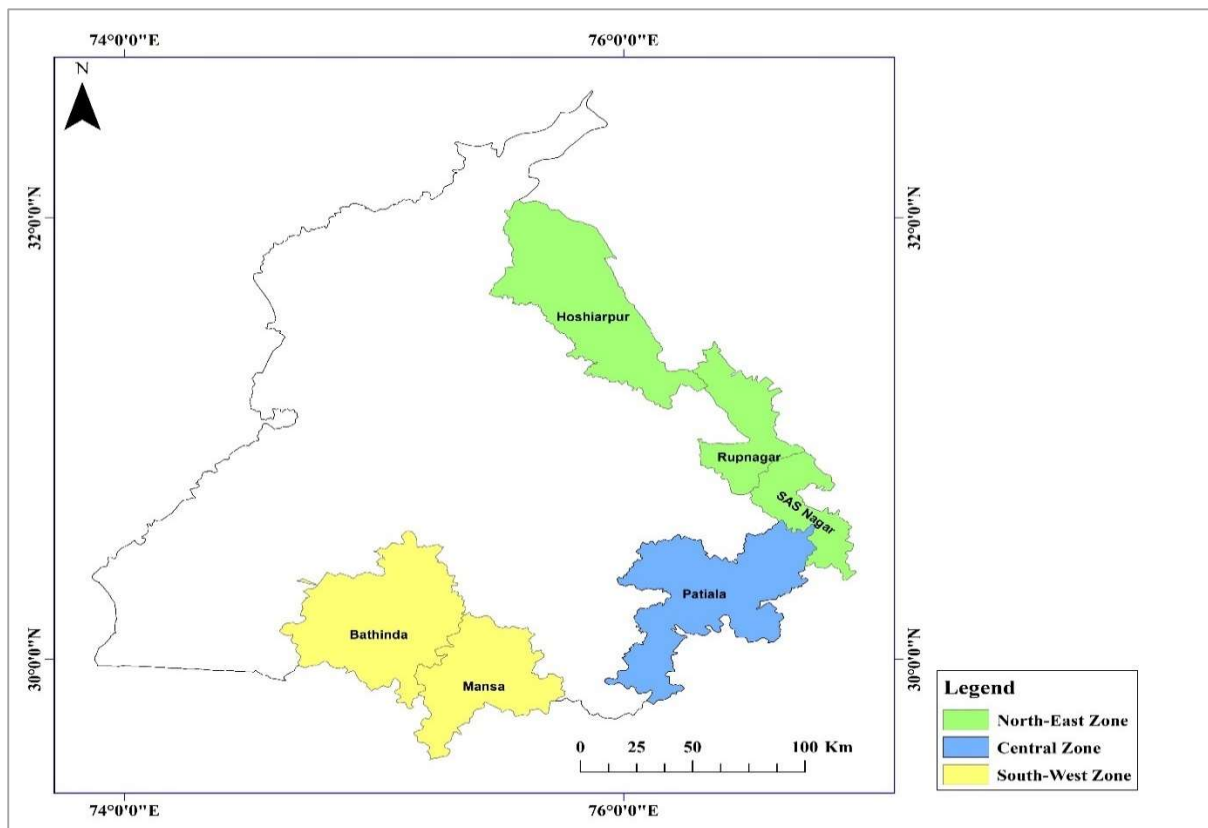 74°0'0"E 76°0'0"E
N
32°0'0"N 32°0'0"N
Hoshiarpur
Rupnagar
SAS Nagar
Patiala
Bathinda
Mansa
30°0'0"N 30°0'0"N
Legend
North-East Zone
Central Zone
South-West Zone
0 25 50 100 Km
74°0'0"E 76°0'0"E